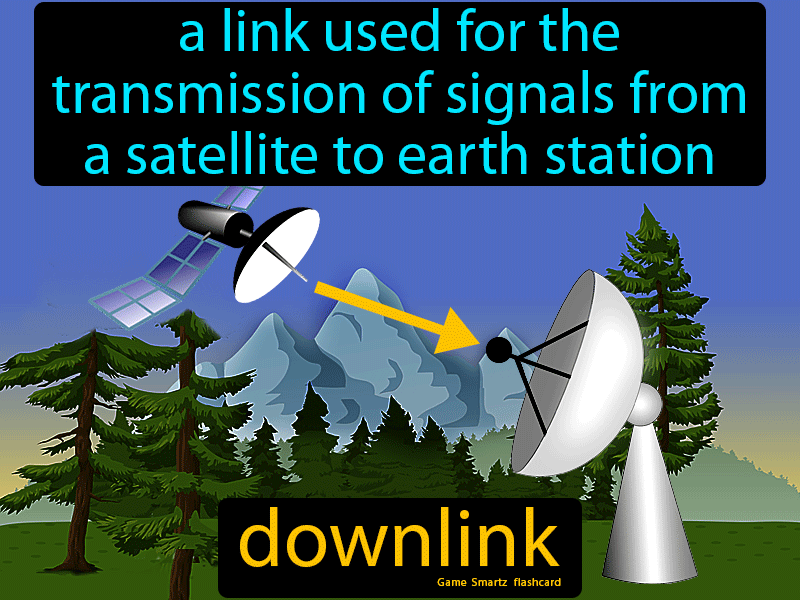 a link used for the
transmission of signals from
a satellite to earth station
downlink
Game Smartz flashcard